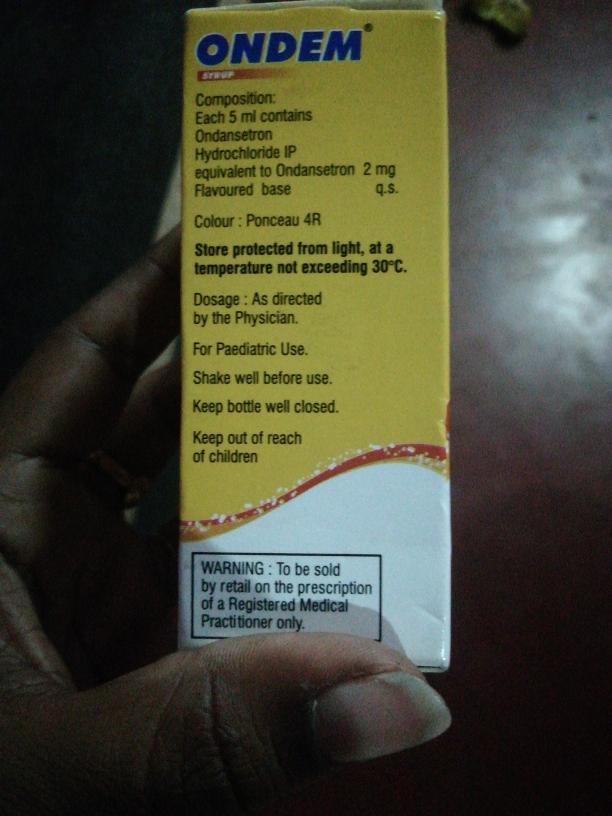 ONDEM®
SYRUP
Composition:
Each 5 ml contains
Ondansetron
Hydrochloride IP
equivalent to Ondansetron 2 mg
Flavoured base q.s.
Colour : Ponceau 4R
Store protected from light, at a
temperature not exceeding 30°C.
Dosage : As directed
by the Physician.
For Paediatric Use.
Shake well before use.
Keep bottle well closed.
Keep out of reach
of children
WARNING : To be sold
by retail on the prescription
of a Registered Medical
Practitioner only.